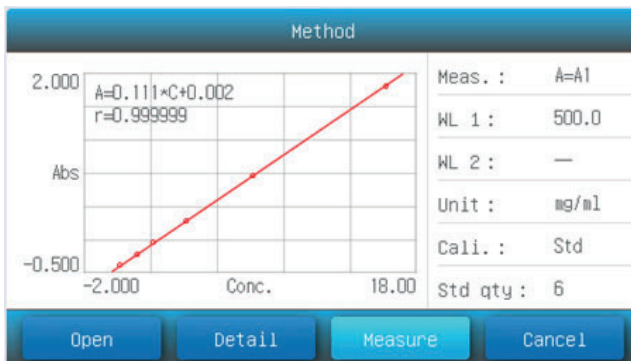 Method
2.000
A=0.111*C+0.002
r=0.999999
Abs
-0.500
-2.000 Conc. 18.00
Meas.: A=A1
WL 1: 500.0
WL 2: —
Unit: mg/ml
Cali.: Std
Std qty: 6
Open Detail Measure Cancel